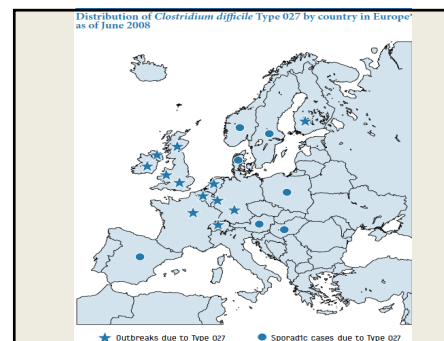 Distribution of Clostridium difficile Type 027 by country in Europe*
as of June 2008
Outbreaks due to Type 027
Sporadic cases due to Type 027